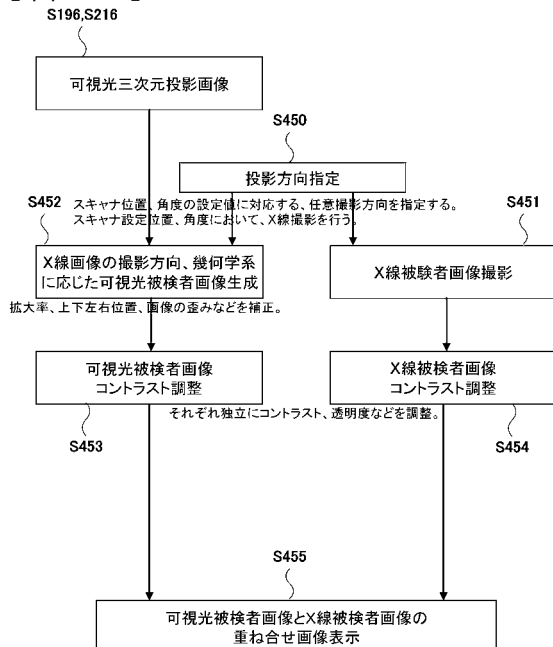 S196,S216
可視光三次元投影画像
S450
投影方向指定
スキャナ位置、角度の設定値に対応する、任意撮影方向を指定する。
スキャナ設定位置、角度において、X線撮影を行う。
S452
S451
X線画像の撮影方向、幾何学系
に応じた可視光被検者画像生成
X線被験者画像撮影
拡大率、上下左右位置、画像の歪みなどを補正。
可視光被検者画像
コントラスト調整
X線被検者画像
コントラスト調整
それぞれ独立にコントラスト、透明度などを調整。
S453
S454
S455
可視光被検者画像とX線被検者画像の
重ね合せ画像表示